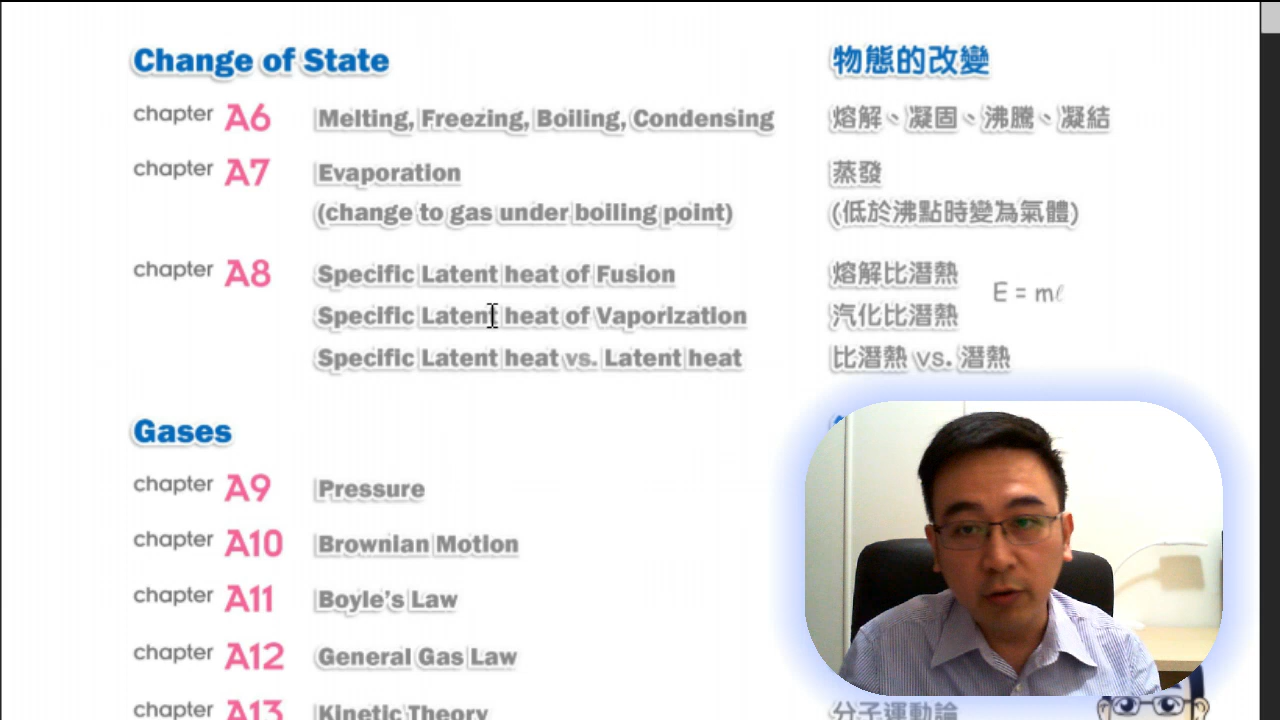 Change of State 物態的改變
chapter A6 Melting, Freezing, Boiling, Condensing 熔解、凝固、沸騰、凝結
chapter A7 Evaporation 蒸發
(change to gas under boiling point) (低於沸點時變為氣體)
chapter A8 Specific Latent heat of Fusion 熔解比潛熱
E = mℓ
Specific Latent heat of Vaporization 汽化比潛熱
Specific Latent heat vs. Latent heat 比潛熱 vs. 潛熱
Gases
chapter A9 Pressure
chapter A10 Brownian Motion
chapter A11 Boyle's Law
chapter A12 General Gas Law
chapter A13 Kinetic Theory 分子運動論